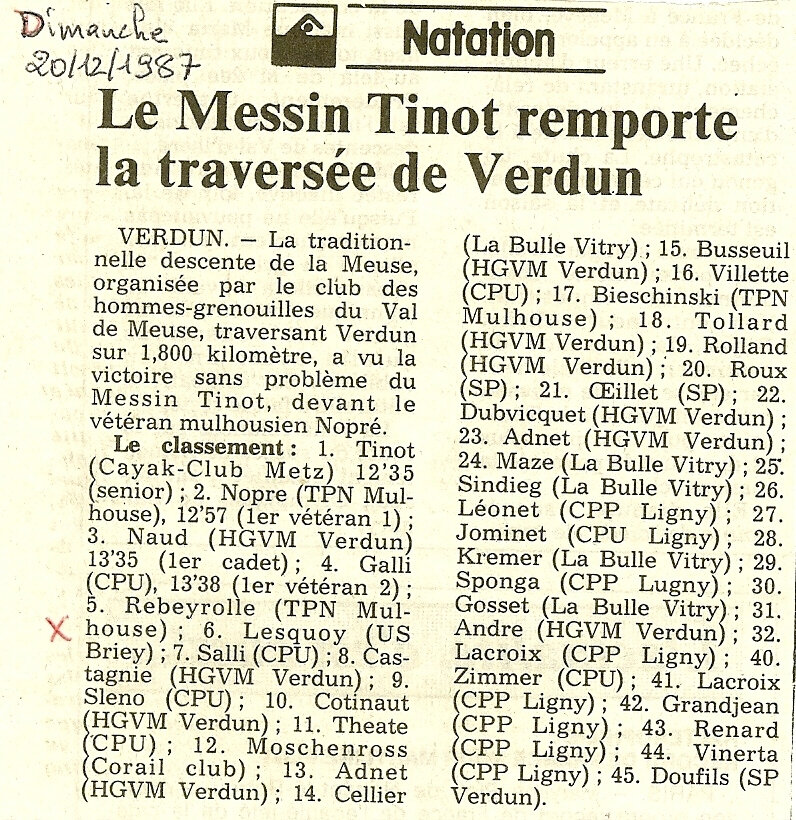 Dimanche
20/12/1987
Natation
Le Messin Tinot remporte
la traversée de Verdun
VERDUN. — La tradition-
nelle descente de la Meuse,
organisée par le club des
hommes-grenouilles du Val
de Meuse, traversant Verdun
sur 1,800 kilomètre, a vu la
victoire sans problème du
Messin Tinot, devant le
vétéran mulhousien Nopré.
Le classement : 1. Tinot
(Cayak-Club Metz) 12'35
(senior) ; 2. Nopre (TPN Mul-
house), 12'57 (1er vétéran 1) ;
3. Naud (HGVM Verdun)
13'35 (1er cadet) ; 4. Galli
(CPU), 13'38 (1er vétéran 2) ;
5. Rebeyrolle (TPN Mul-
X house) ; 6. Lesquoy (US
Briey) ; 7. Salli (CPU) ; 8. Cas-
tagnie (HGVM Verdun) ; 9.
Sleno (CPU) ; 10. Cotinaut
(HGVM Verdun) ; 11. Theate
(CPU) ; 12. Moschenross
(Corail club) ; 13. Adnet
(HGVM Verdun) ; 14. Cellier
(La Bulle Vitry) ; 15. Busseuil
(HGVM Verdun) ; 16. Villette
(CPU) ; 17. Bieschinski (TPN
Mulhouse) ; 18. Tollard
(HGVM Verdun) ; 19. Rolland
(HGVM Verdun) ; 20. Roux
(SP) ; 21. Œillet (SP) ; 22.
Dubvicquet (HGVM Verdun) ;
23. Adnet (HGVM Verdun) ;
24. Maze (La Bulle Vitry) ; 25.
Sindieg (La Bulle Vitry) ; 26.
Léonet (CPP Ligny) ; 27.
Jominet (CPU Ligny) ; 28.
Kremer (La Bulle Vitry) ; 29.
Sponga (CPP Lugny) ; 30.
Gosset (La Bulle Vitry) ; 31.
Andre (HGVM Verdun) ; 32.
Lacroix (CPP Ligny) ; 40.
Zimmer (CPU) ; 41. Lacroix
(CPP Ligny) ; 42. Grandjean
(CPP Ligny) ; 43. Renard
(CPP Ligny) ; 44. Vinerta
(CPP Ligny) ; 45. Doufils (SP
Verdun).